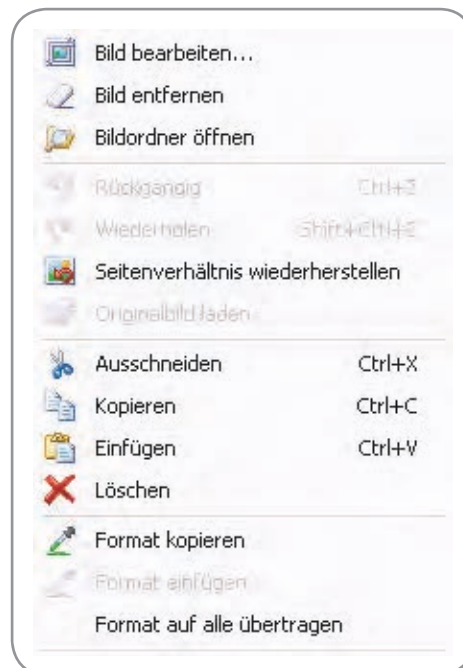 Bild bearbeiten...
Bild entfernen
Bildordner öffnen
Rückgängig
Wiederholen
Seitenverhältnis wiederherstellen
Originalbild laden
Ausschneiden Ctrl+X
Kopieren Ctrl+C
Einfügen Ctrl+V
Löschen
Format kopieren
Format einfügen
Format auf alle übertragen